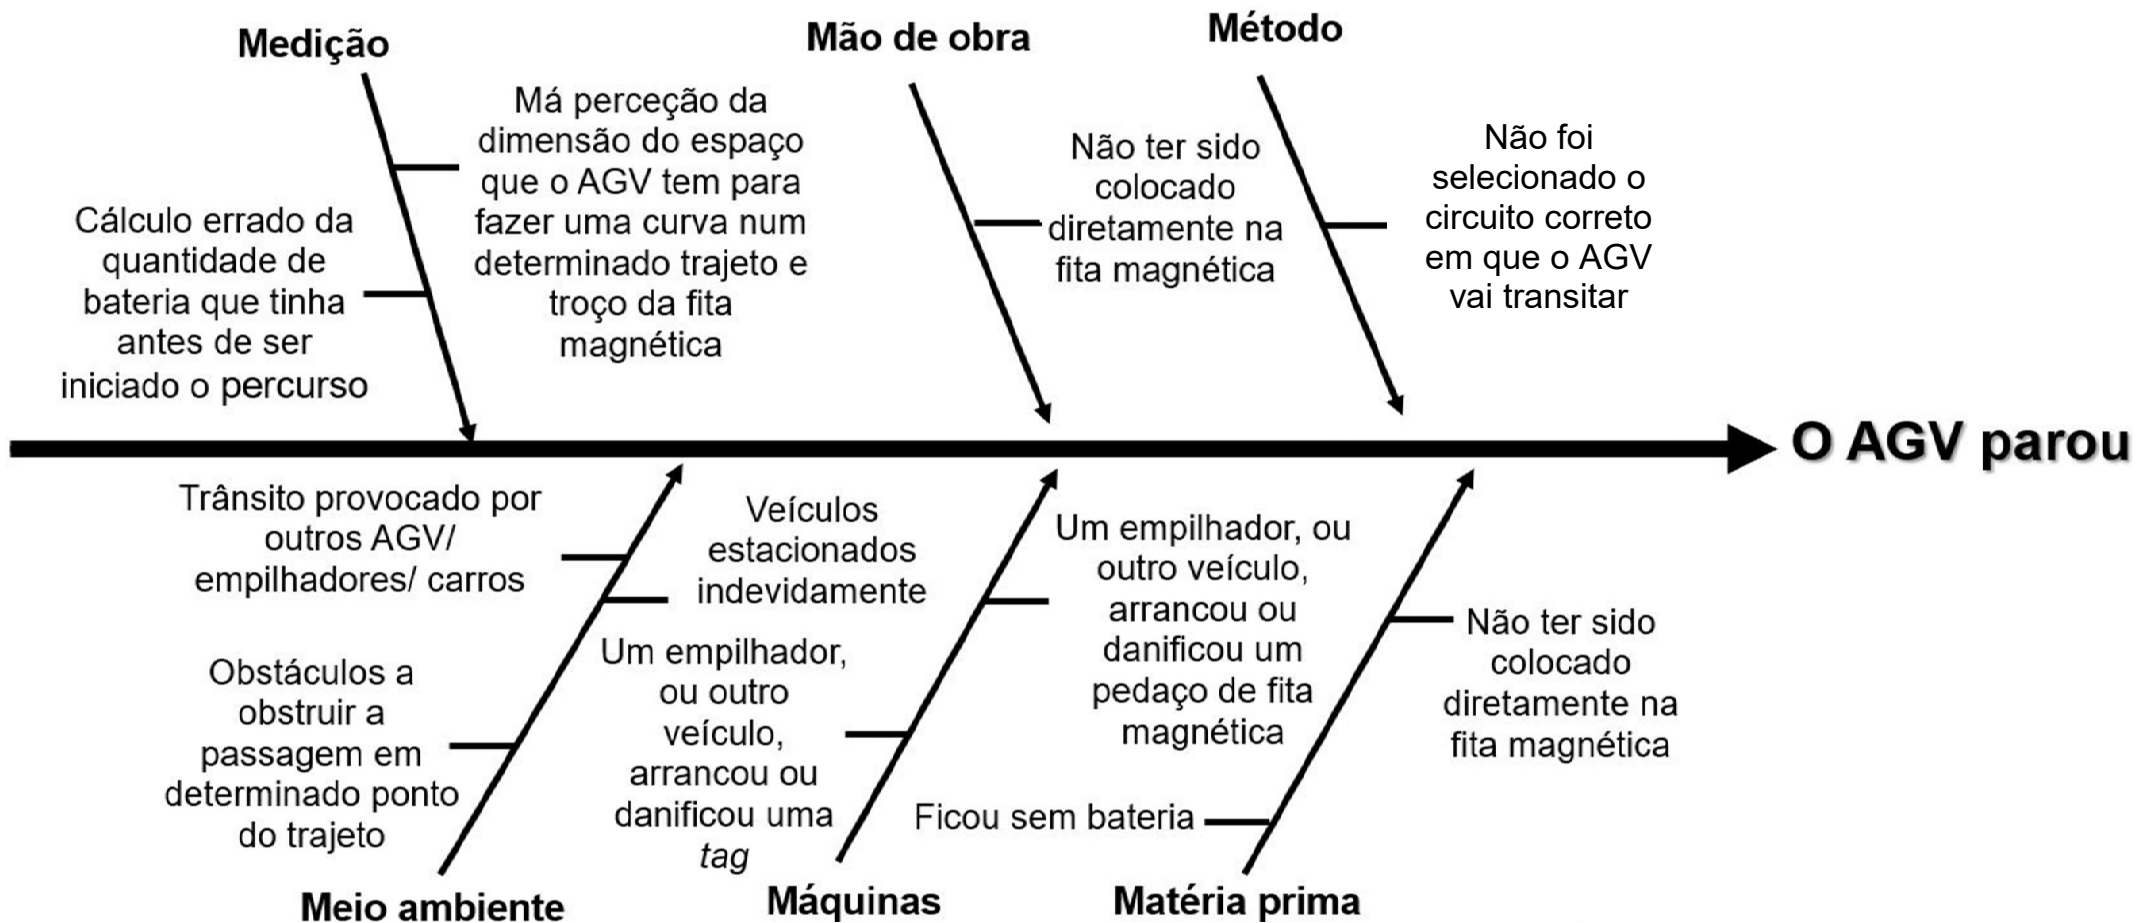 Medição
Mão de obra
Método
Má perceção da
dimensão do espaço
que o AGV tem para
fazer uma curva num
determinado trajeto e
troço da fita
magnética
Cálculo errado da
quantidade de
bateria que tinha
antes de ser
iniciado o percurso
Não ter sido
colocado
diretamente na
fita magnética
Não foi
selecionado o
circuito correto
em que o AGV
vai transitar
O AGV parou
Trânsito provocado por
outros AGV/
empilhadores/ carros
Veículos
estacionados
indevidamente
Obstáculos a
obstruir a
passagem em
determinado ponto
do trajeto
Um empilhador,
ou outro
veículo,
arrancou ou
danificou uma
tag
Um empilhador, ou
outro veículo,
arrancou ou
danificou um
pedaço de fita
magnética
Não ter sido
colocado
diretamente na
fita magnética
Ficou sem bateria
Meio ambiente
Máquinas
Matéria prima